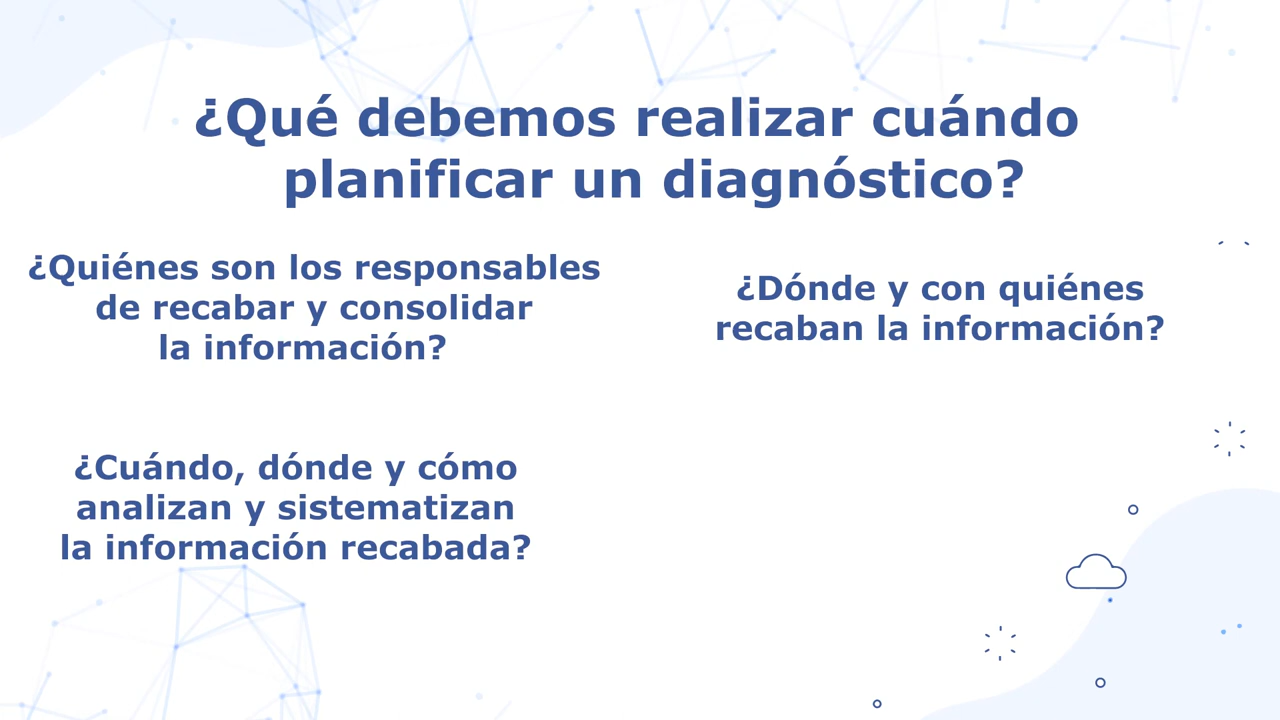 ¿Qué debemos realizar cuándo
planificar un diagnóstico?
¿Quiénes son los responsables
de recabar y consolidar
la información?
¿Dónde y con quiénes
recaban la información?
¿Cuándo, dónde y cómo
analizan y sistematizan
la información recabada?